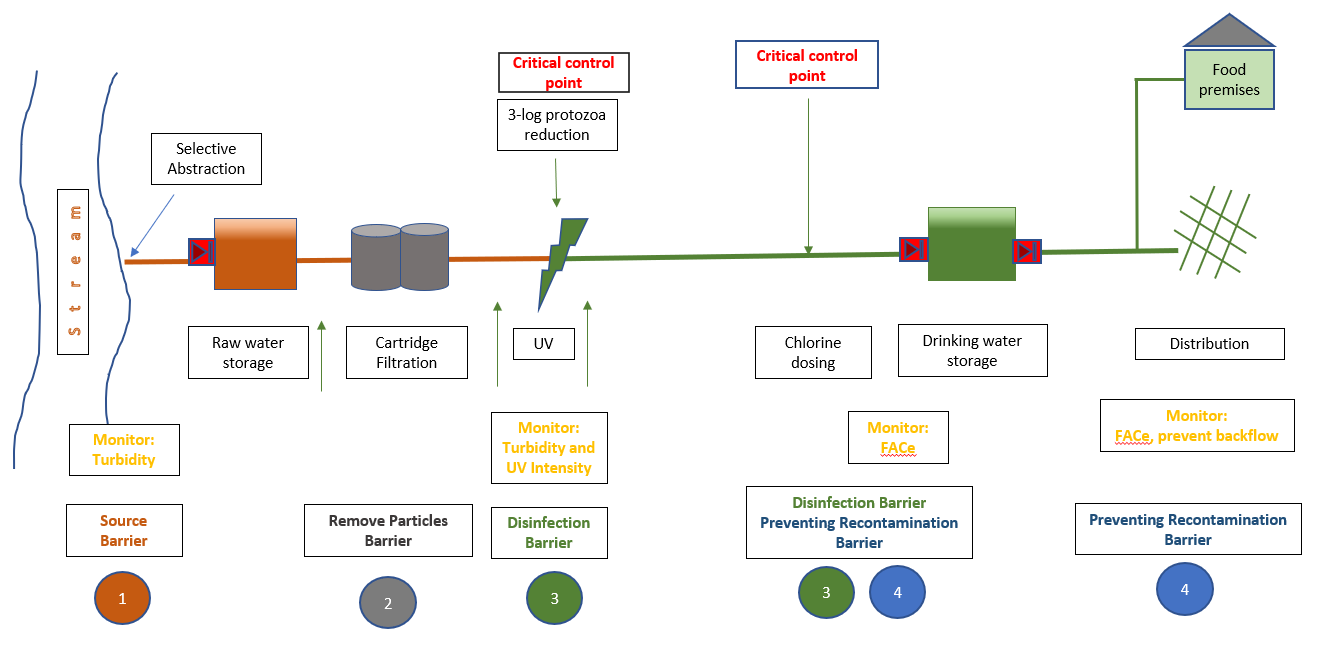 Critical control
point
Critical control
point
Food
premises
3-log protozoa
reduction
Selective
Abstraction
Stream
Raw water
storage
Cartridge
Filtration
UV
Chlorine
dosing
Drinking water
storage
Distribution
Monitor:
Turbidity
Monitor:
Turbidity and
UV Intensity
Monitor:
FACe
Monitor:
FACe, prevent backflow
Source
Barrier
Remove Particles
Barrier
Disinfection
Barrier
Disinfection Barrier
Preventing Recontamination
Barrier
Preventing Recontamination
Barrier
1
2
3
3
4
4